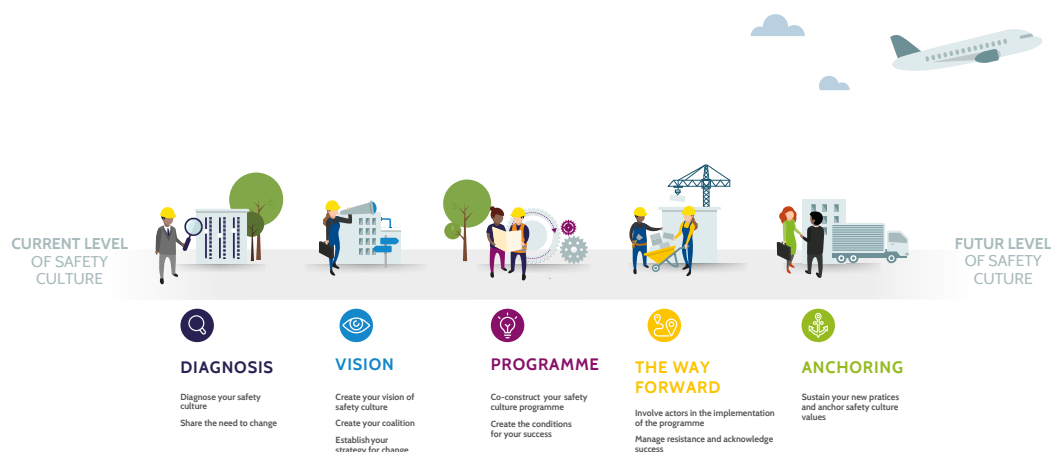 CURRENT LEVEL
OF SAFETY
CULTURE
FUTUR LEVEL
OF SAFETY
CUTURE
DIAGNOSIS
Diagnose your safety
culture
Share the need to change
VISION
Create your vision of
safety culture
Create your coalition
Establish your
strategy for change
PROGRAMME
Co-construct your safety
culture programme
Create the conditions
for your success
THE WAY
FORWARD
Involve actors in the implementation
of the programme
Manage resistance and acknowledge
success
ANCHORING
Sustain your new pratices
and anchor safety culture
values